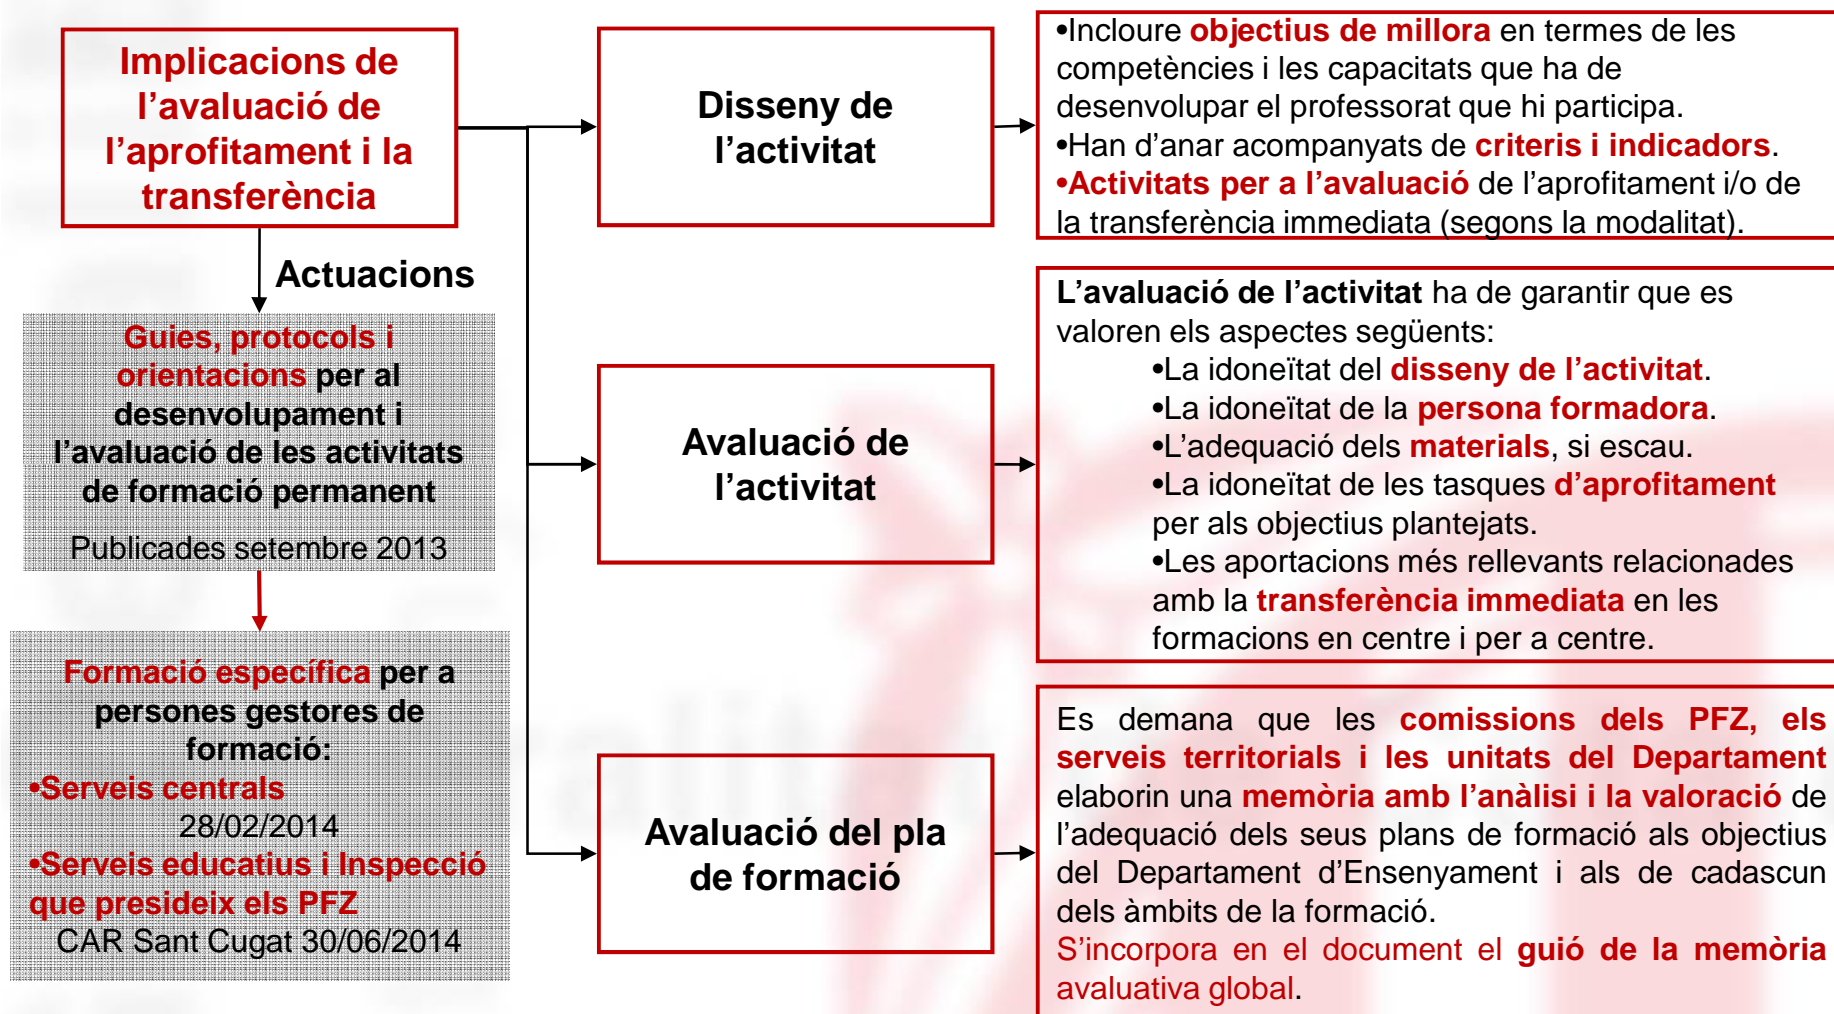 Implicacions de
l’avaluació de
l’aprofitament i la
transferència
Actuacions
Guies, protocols i
orientacions per al
desenvolupament i
l’avaluació de les activitats
de formació permanent
Publicades setembre 2013
Formació específica per a
persones gestores de
formació:
•Serveis centrals
28/02/2014
•Serveis educatius i Inspecció
que presideix els PFZ
CAR Sant Cugat 30/06/2014
Disseny de
l’activitat
•Incloure objectius de millora en termes de les
competències i les capacitats que ha de
desenvolupar el professorat que hi participa.
•Han d’anar acompanyats de criteris i indicadors.
•Activitats per a l’avaluació de l’aprofitament i/o de
la transferència immediata (segons la modalitat).
Avaluació de
l’activitat
L’avaluació de l’activitat ha de garantir que es
valoren els aspectes següents:
•La idoneïtat del disseny de l’activitat.
•La idoneïtat de la persona formadora.
•L’adequació dels materials, si escau.
•La idoneïtat de les tasques d’aprofitament
per als objectius plantejats.
•Les aportacions més rellevants relacionades
amb la transferència immediata en les
formacions en centre i per a centre.
Avaluació del pla
de formació
Es demana que les comissions dels PFZ, els
serveis territorials i les unitats del Departament
elaborin una memòria amb l’anàlisi i la valoració de
l’adequació dels seus plans de formació als objectius
del Departament d’Ensenyament i als de cadascun
dels àmbits de la formació.
S’incorpora en el document el guió de la memòria
avaluativa global.